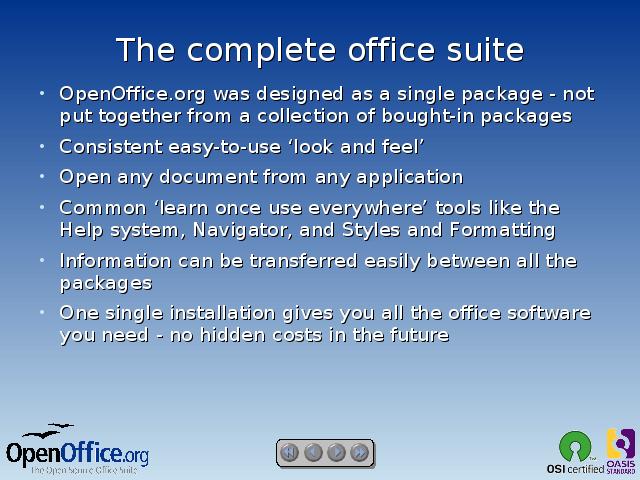 The complete office suite
• OpenOffice.org was designed as a single package - not
put together from a collection of bought-in packages
• Consistent easy-to-use ‘look and feel’
• Open any document from any application
• Common ‘learn once use everywhere’ tools like the
Help system, Navigator, and Styles and Formatting
• Information can be transferred easily between all the
packages
• One single installation gives you all the office software
you need - no hidden costs in the future
OpenOffice.org
The Open Source Office Suite
OSI certified
OASIS
STANDARD